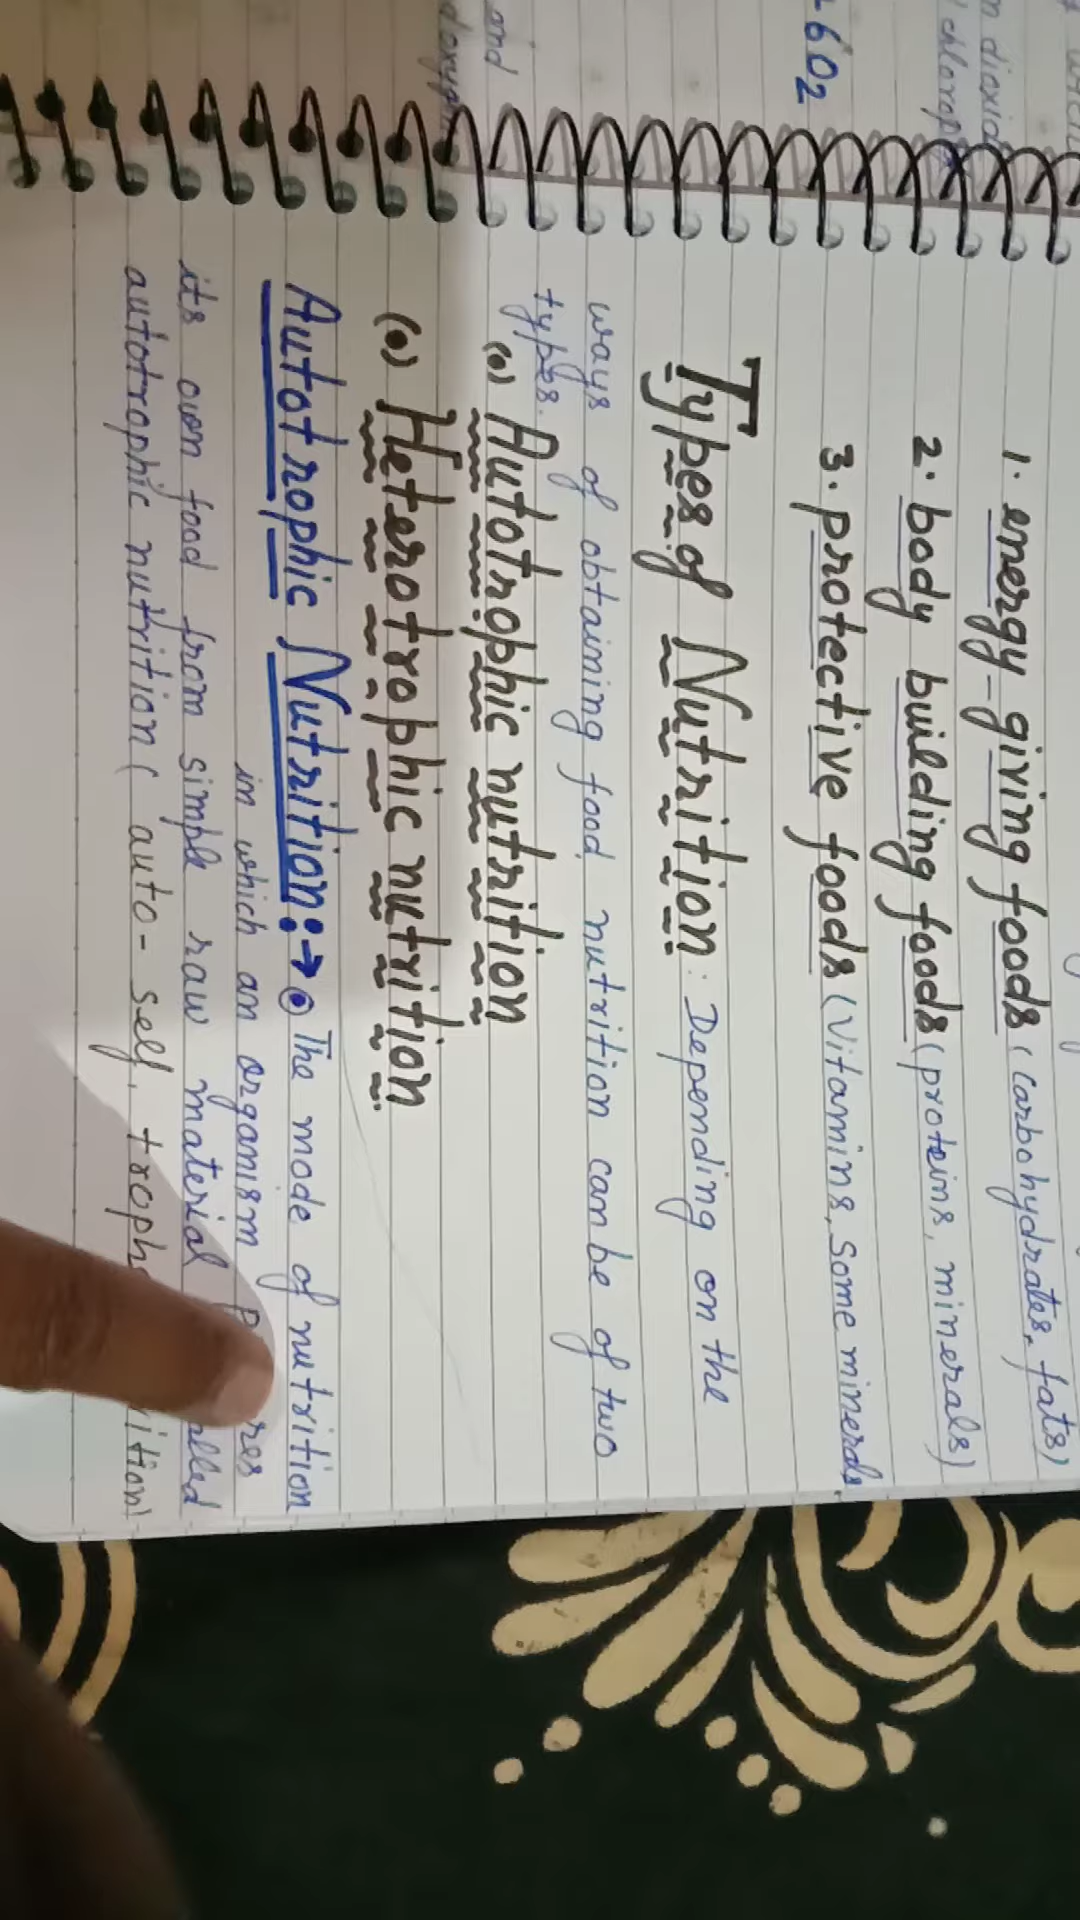 1. energy giving foods (carbohydrates, fats)
2. body building foods (proteins, minerals)
3. protective foods (Vitamins, Some minerals
Types of Nutrition: Depending on the
ways of obtaining food, nutrition can be of two
types.
(o) Autotrophic nutrition
(o) Heterotrophic nutrition
Autotrophic Nutrition:→ The mode of nutrition
in which an organism
its own food from simple raw material
autotrophic nutrition ( auto- self,
6O2
and